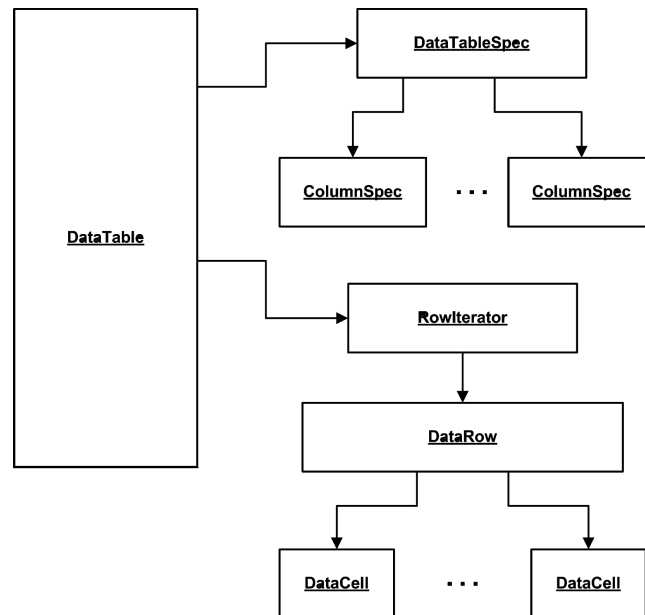 DataTableSpec
ColumnSpec
...
ColumnSpec
DataTable
RowIterator
DataRow
DataCell
...
DataCell